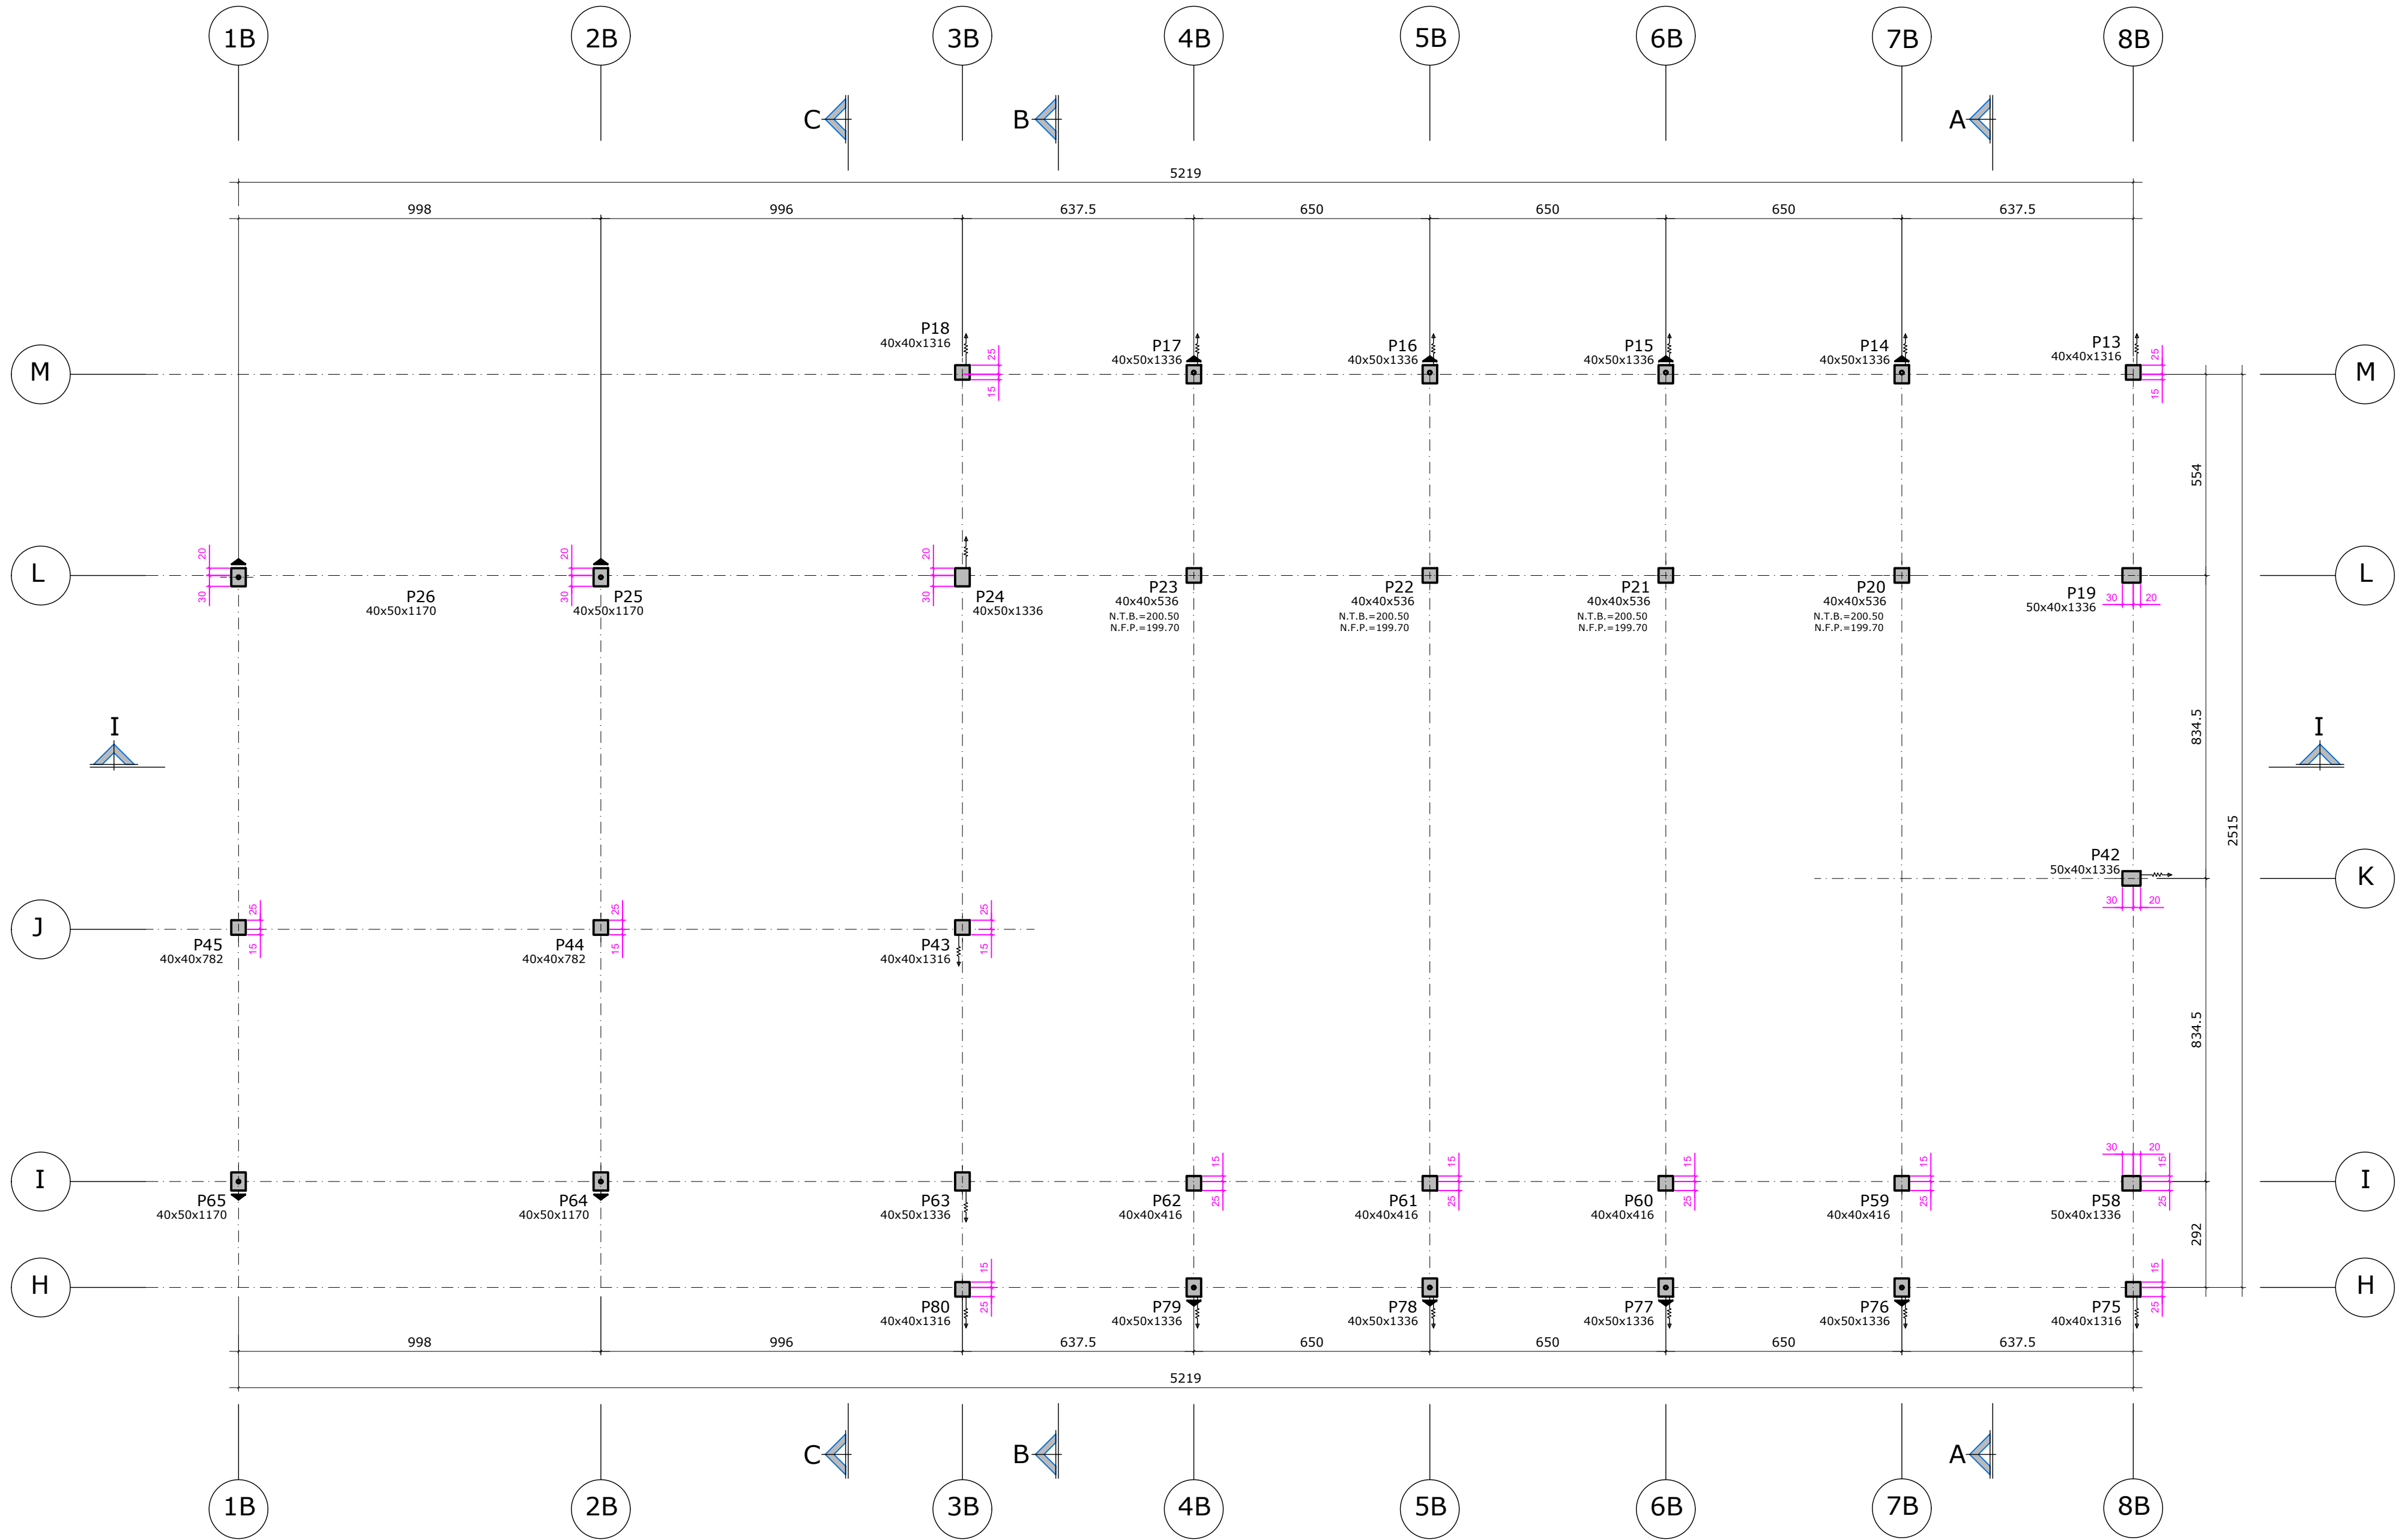 1B
2B
3B
4B
5B
6B
7B
8B
C
B
A
5219
998
996
637.5
650
650
650
637.5
P18
40x40x1316
25
15
P17
40x50x1336
P16
40x50x1336
P15
40x50x1336
P14
40x50x1336
P13
40x40x1316
25
15
M
M
554
L
20
30
P26
40x50x1170
20
30
P25
40x50x1170
20
30
P24
40x50x1336
P23
40x40x536
N.T.B.=200.50
N.F.P.=199.70
P22
40x40x536
N.T.B.=200.50
N.F.P.=199.70
P21
40x40x536
N.T.B.=200.50
N.F.P.=199.70
P20
40x40x536
N.T.B.=200.50
N.F.P.=199.70
P19
50x40x1336
30
20
L
I
834.5
I
2515
P42
50x40x1336
30
20
K
J
25
15
P45
40x40x782
25
15
P44
40x40x782
25
15
P43
40x40x1316
834.5
I
P65
40x50x1170
P64
40x50x1170
P63
40x50x1336
15
25
P62
40x40x416
15
25
P61
40x40x416
15
25
P60
40x40x416
15
25
P59
40x40x416
30
20
15
25
P58
50x40x1336
I
292
H
15
25
P80
40x40x1316
P79
40x50x1336
P78
40x50x1336
P77
40x50x1336
P76
40x50x1336
15
25
P75
40x40x1316
H
998
996
637.5
650
650
650
637.5
5219
C
B
A
1B
2B
3B
4B
5B
6B
7B
8B